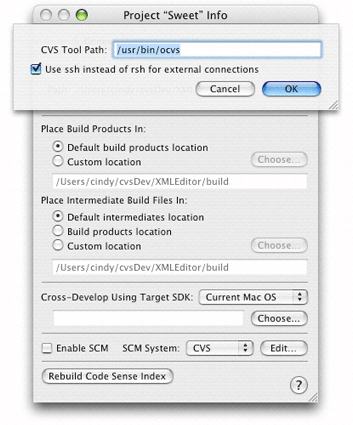 Project “Sweet” Info
CVS Tool Path: /usr/bin/ocvs
Use ssh instead of rsh for external connections
Cancel OK
Place Build Products In:
Default build products location
Custom location Choose...
/Users/cindy/cvsDev/XMLEditor/build
Place Intermediate Build Files In:
Default intermediates location
Build products location
Custom location Choose...
/Users/cindy/cvsDev/XMLEditor/build
Cross-Develop Using Target SDK: Current Mac OS
Choose...
Enable SCM SCM System: CVS Edit...
Rebuild Code Sense Index ?